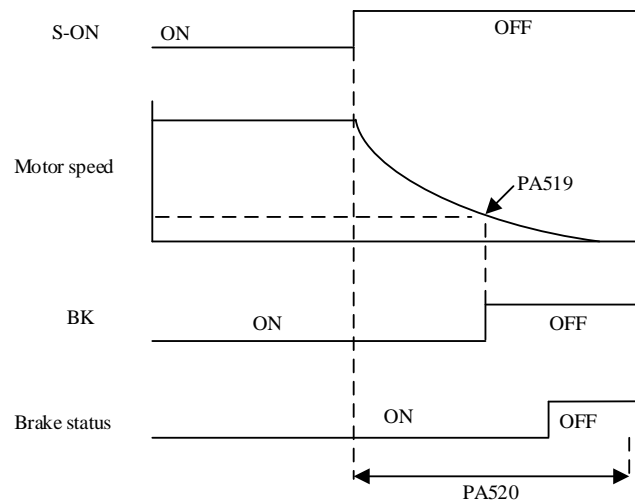 S-ON
ON
OFF
Motor speed
PA519
BK
ON
OFF
Brake status
ON
OFF
PA520